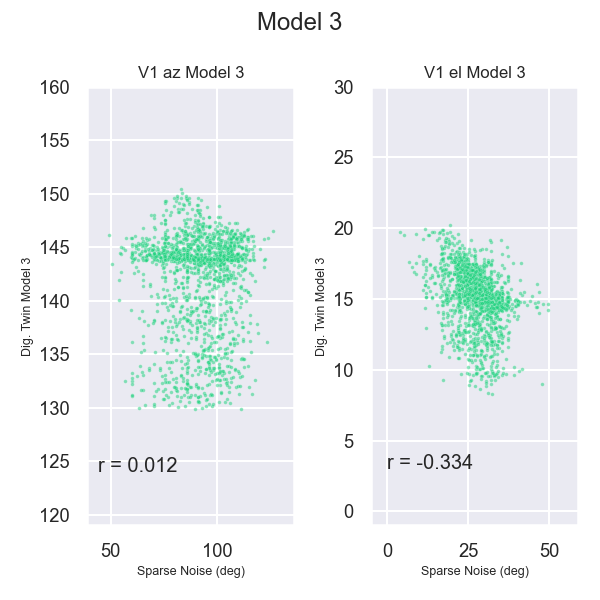 Model 3
V1 az Model 3
Dig. Twin Model 3
160
155
150
145
140
135
130
125
120
r = 0.012
50
100
Sparse Noise (deg)
V1 el Model 3
Dig. Twin Model 3
30
25
20
15
10
5
0
r = -0.334
0
25
50
Sparse Noise (deg)